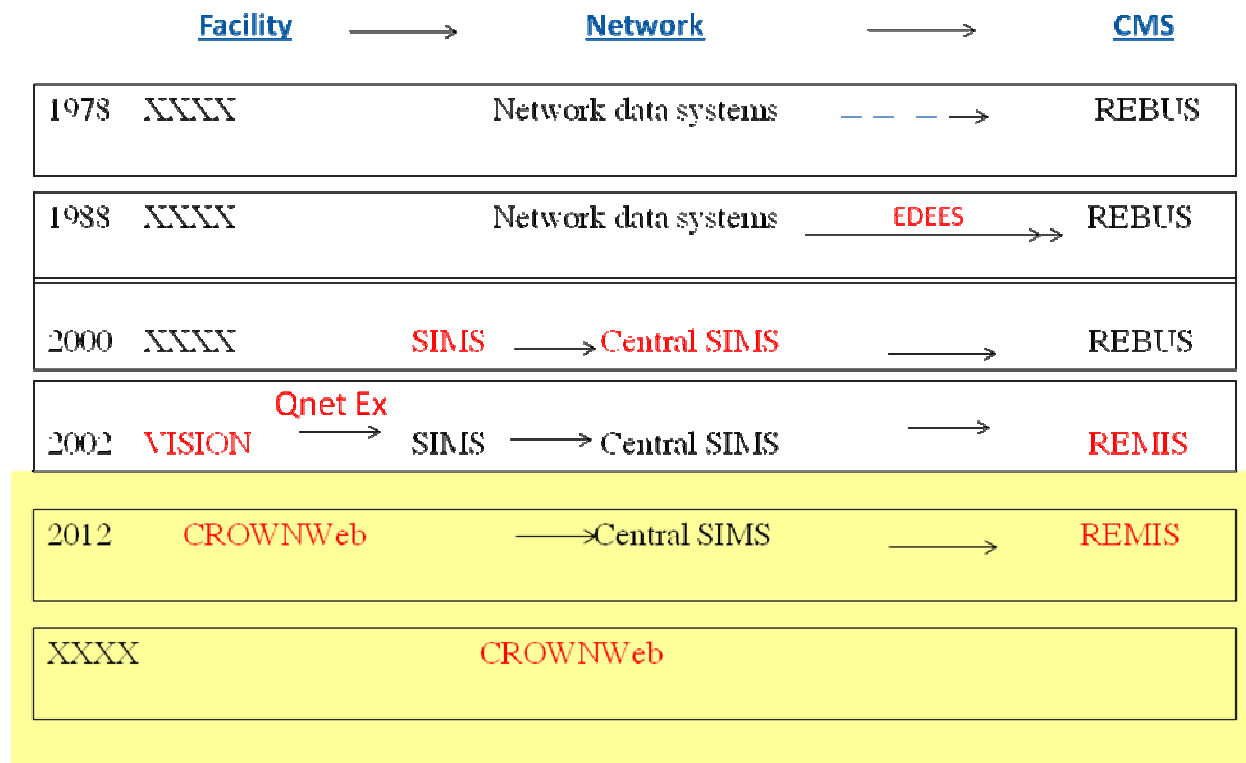 Facility Network CMS
1978 XXXX Network data systems REBUS
1988 XXXX Network data systems EDEES REBUS
2000 XXXX SIMS Central SIMS REBUS
Qnet Ex
2002 VISION SIMS Central SIMS REMIS
2012 CROWNWeb Central SIMS REMIS
XXXX CROWNWeb